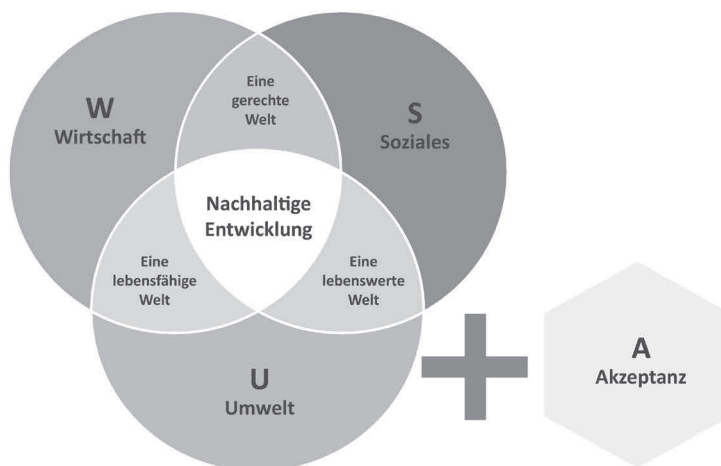 W
Wirtschaft
Eine
gerechte
Welt
S
Soziales
Nachhaltige
Entwicklung
Eine
lebensfähige
Welt
Eine
lebenswerte
Welt
U
Umwelt
A
Akzeptanz